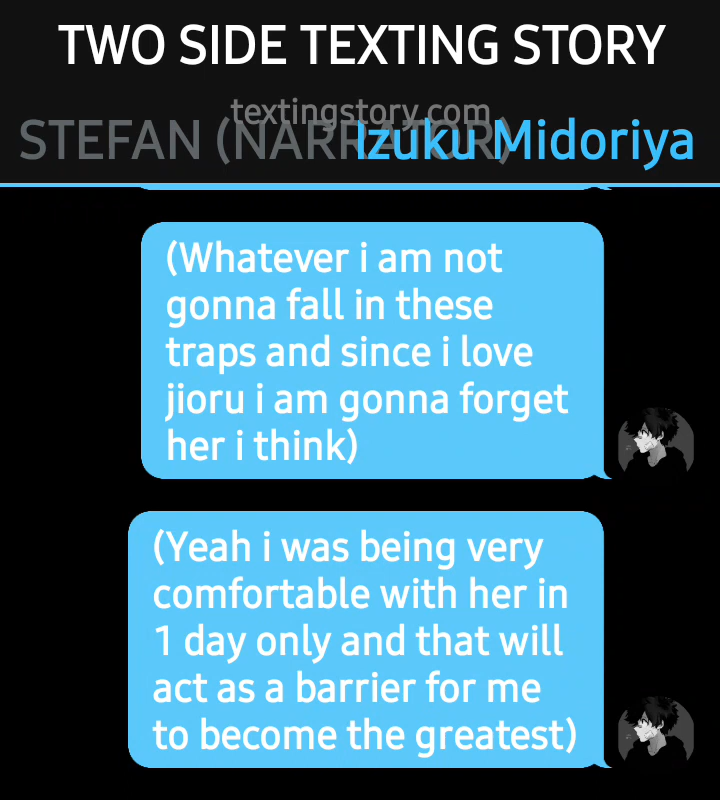 TWO SIDE TEXTING STORY
textingstory.com
STEFAN (NARRATOR) Izuku Midoriya
(Whatever i am not
gonna fall in these
traps and since i love
jioru i am gonna forget
her i think)
(Yeah i was being very
comfortable with her in
1 day only and that will
act as a barrier for me
to become the greatest)